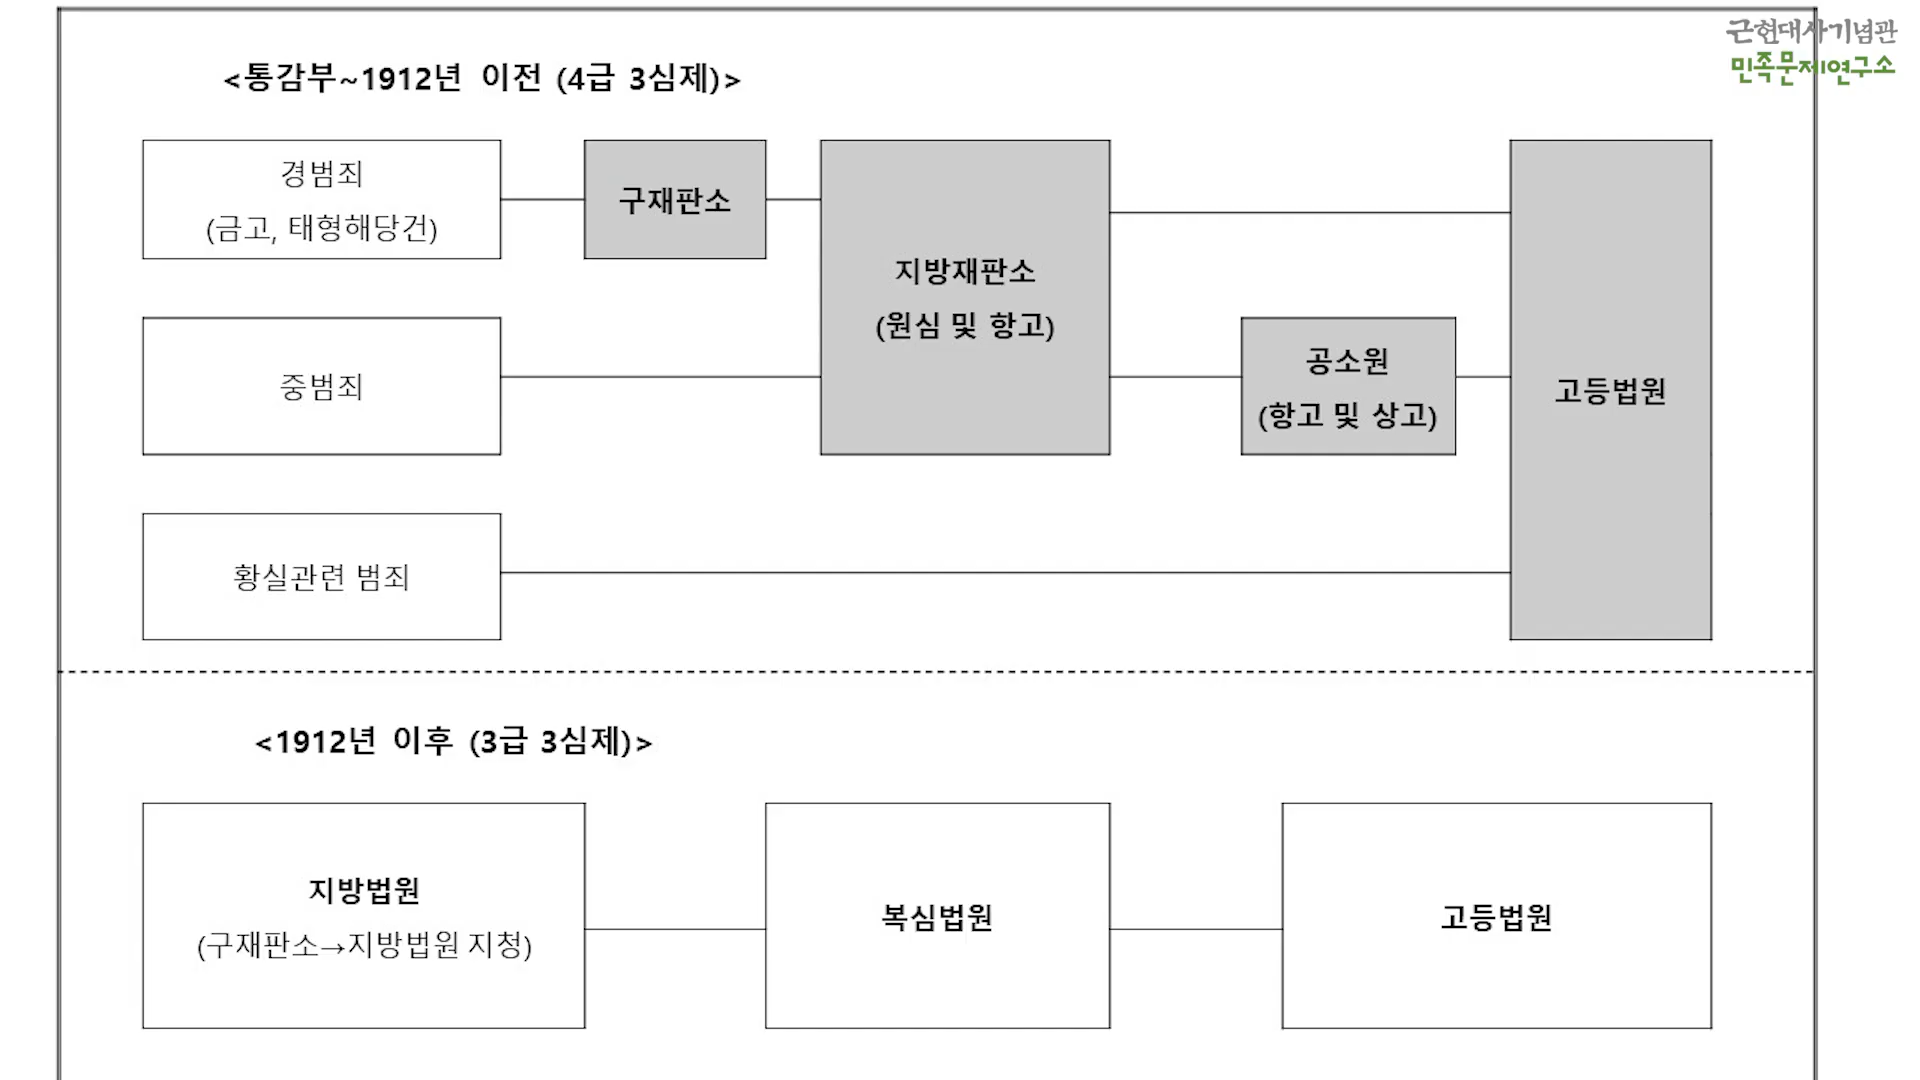 근현대사기념관
민족문제연구소
<통감부~1912년 이전 (4급 3심제)>
경범죄
(금고, 태형해당건)
구재판소
지방재판소
(원심 및 항고)
중범죄
공소원
(항고 및 상고)
고등법원
황실관련 범죄
<1912년 이후 (3급 3심제)>
지방법원
(구재판소→지방법원 지청)
복심법원
고등법원